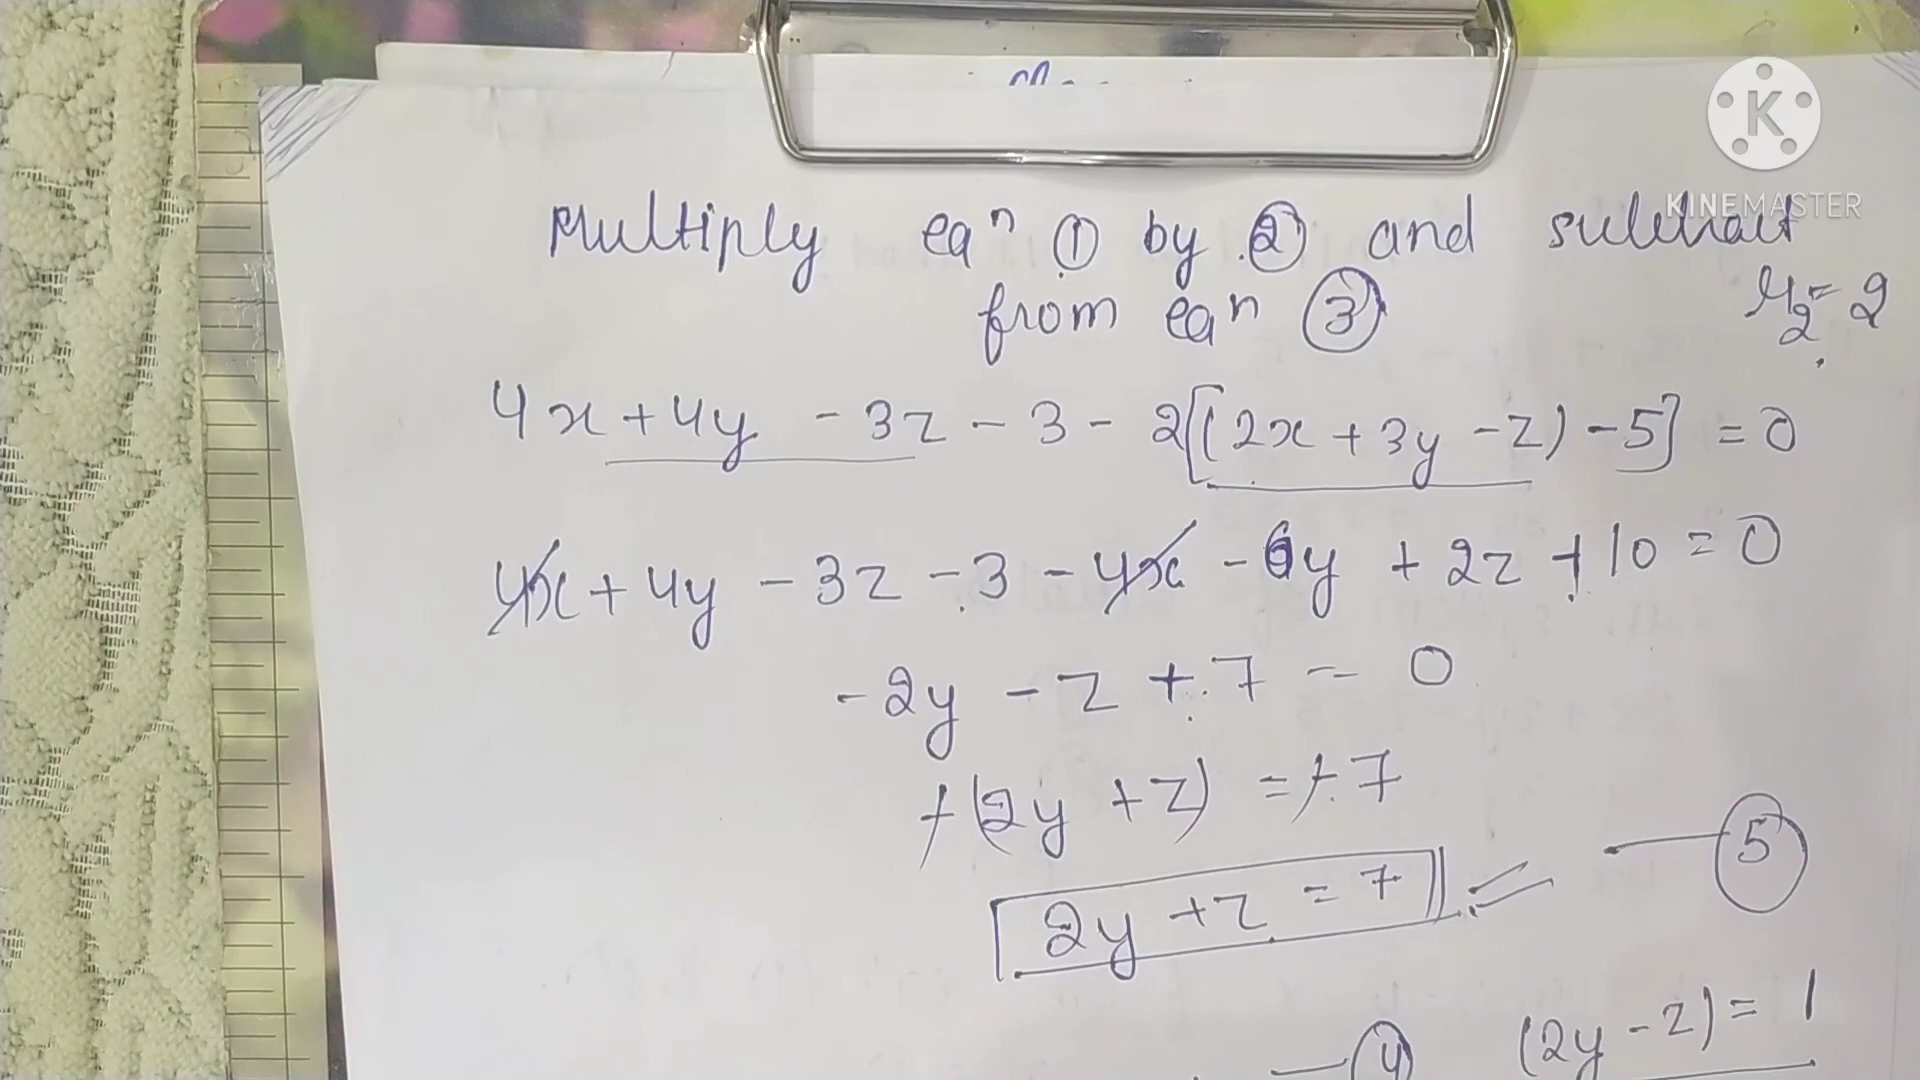 K
KINEMASTER
Multiply eqⁿ ① by ② and subtract
from eqⁿ ③
4x + 4y - 3z - 3 - 2[(2x + 3y - z) - 5] = 0
4x + 4y - 3z - 3 - 4x - 6y + 2z + 10 = 0
-2y - z + 7 = 0
-(2y + z) = -7
2y + z = 7
⑤
(2y - z) = 1
④